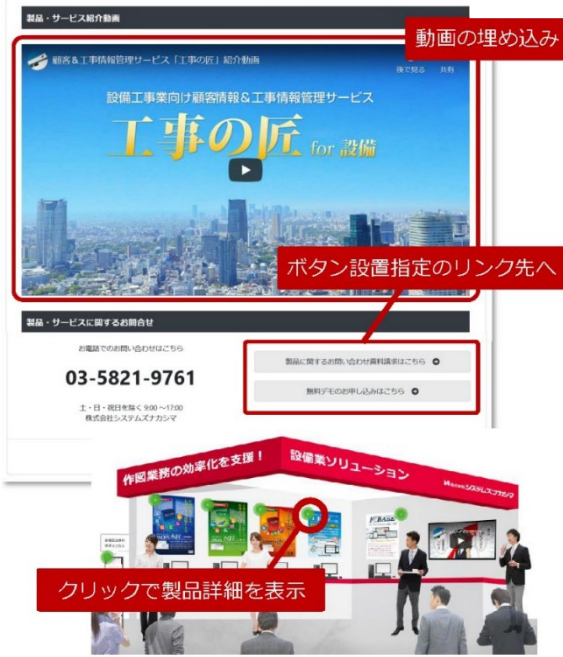 製品・サービス紹介動画
動画の埋め込み
顧客&工事情報管理サービス「工事の匠」紹介動画
後で見る 共有
設備工事業向け顧客情報&工事情報管理サービス
工事の匠 for 設備
ボタン設置指定のリンク先へ
製品・サービスに関するお問合せ
お電話でのお問い合わせはこちら
03-5821-9761
土・日・祝日を除く 9:00～17:00
株式会社システムズナカシマ
製品に関するお問い合わせ資料請求はこちら
無料デモのお申し込みはこちら
作図業務の効率化を支援!
設備業ソリューション
株式会社システムズナカシマ
クリックで製品詳細を表示